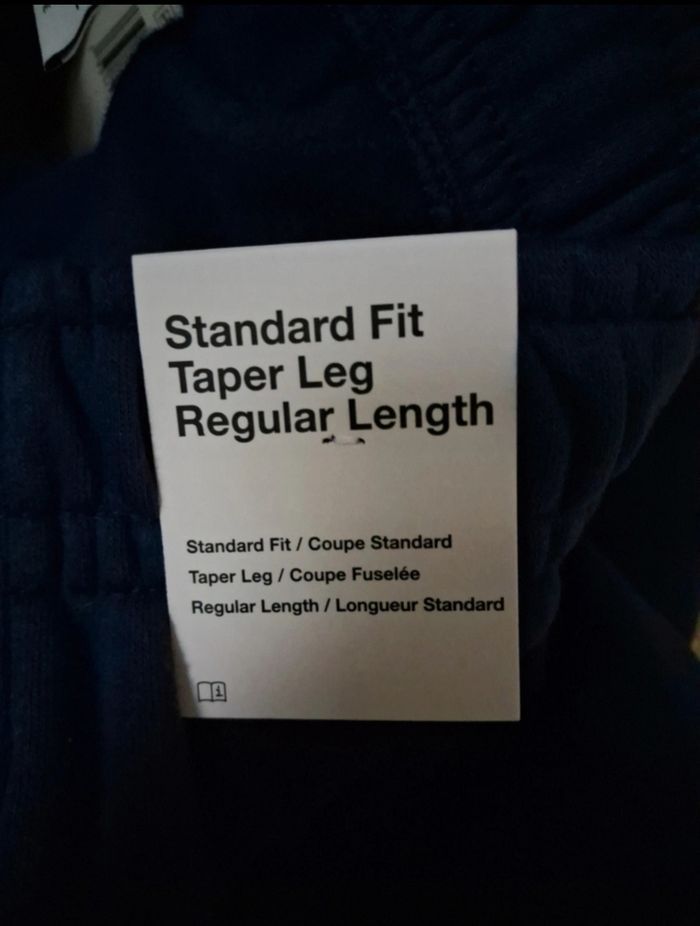 Standard Fit
Taper Leg
Regular Length
Standard Fit / Coupe Standard
Taper Leg / Coupe Fuselée
Regular Length / Longueur Standard
i